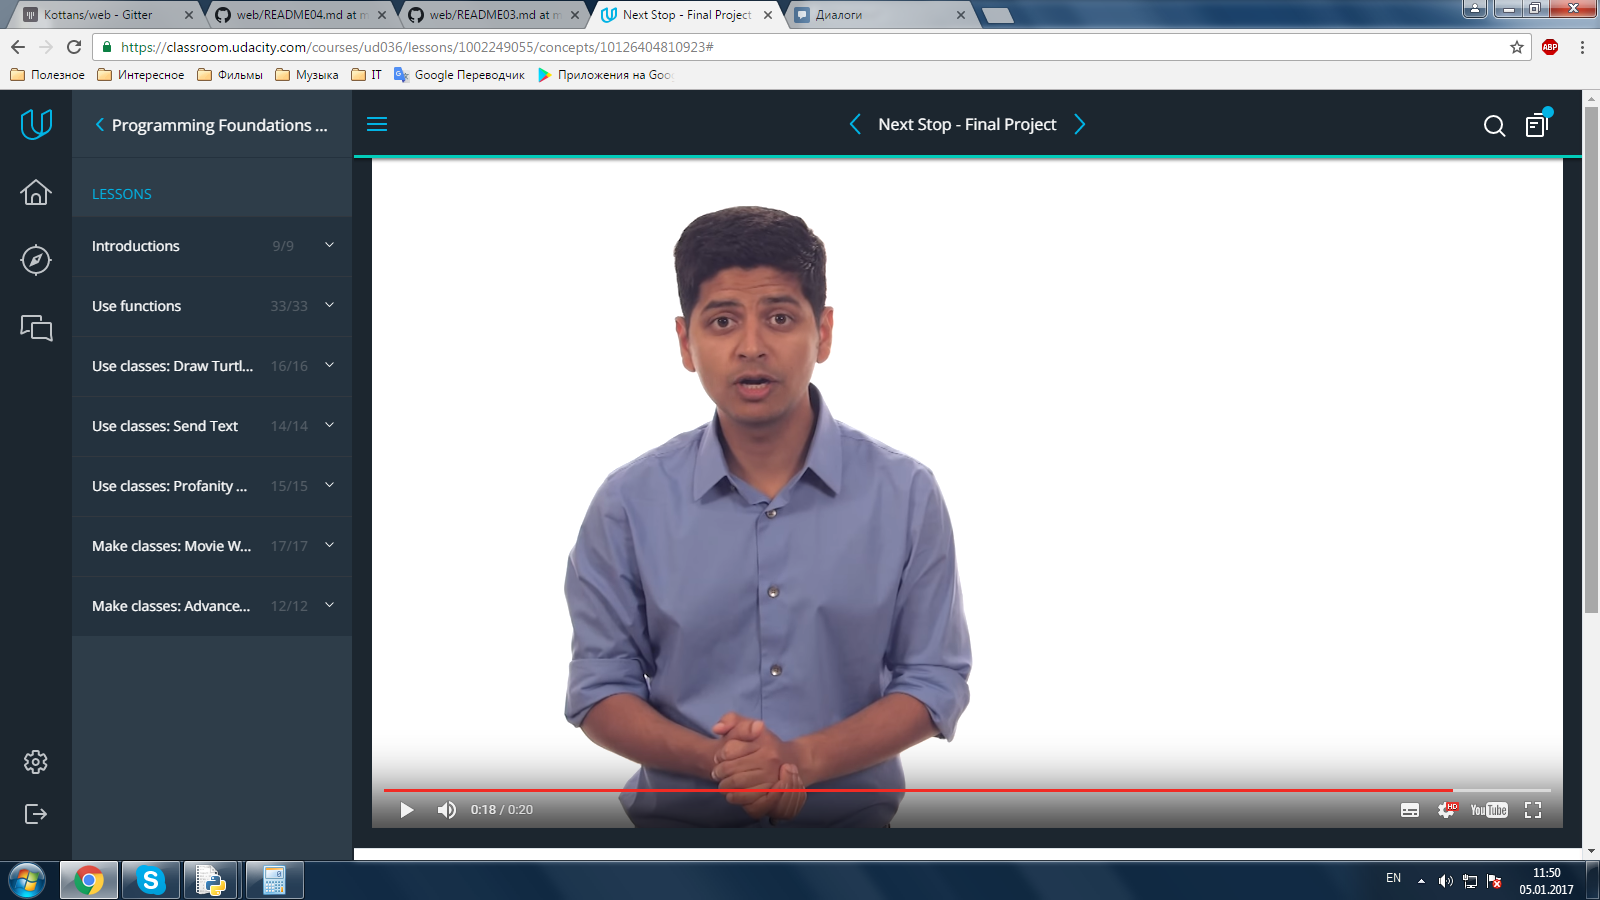 Kottans/web - Gitter
web/README04.md at m
web/README03.md at m
Next Stop - Final Project
Диалоги
https://classroom.udacity.com/courses/ud036/lessons/1002249055/concepts/10126404810923#
ABP
Полезное
Интересное
Фильмы
Музыка
IT
Google Переводчик
Приложения на Goo
Programming Foundations ...
Next Stop - Final Project
LESSONS
Introductions 9/9
Use functions 33/33
Use classes: Draw Turtl... 16/16
Use classes: Send Text 14/14
Use classes: Profanity ... 15/15
Make classes: Movie W... 17/17
Make classes: Advance... 12/12
0:18 / 0:20
HD
YouTube
EN
11:50
05.01.2017